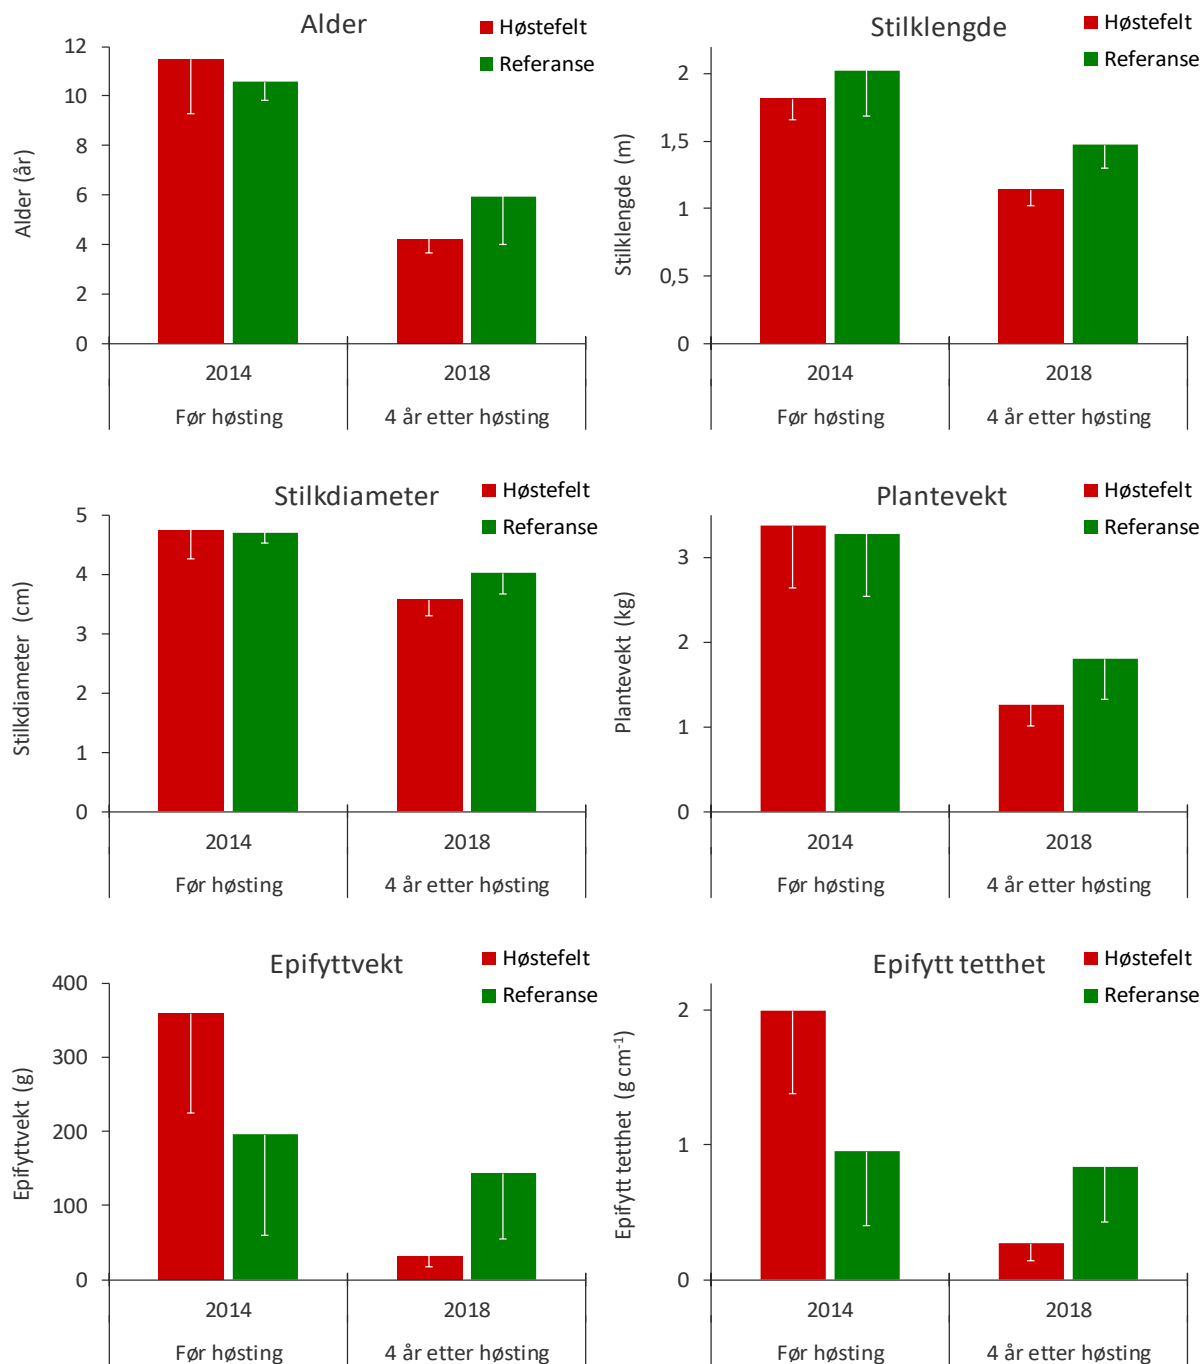 Alder
Høstefelt
Referanse
Alder (år)
12
10
8
6
4
2
0
2014
2018
Før høsting
4 år etter høsting
Stilklengde
Høstefelt
Referanse
Stilklengde (m)
2
1,5
1
0,5
0
2014
2018
Før høsting
4 år etter høsting
Stilkdiameter
Høstefelt
Referanse
Stilkdiameter (cm)
5
4
3
2
1
0
2014
2018
Før høsting
4 år etter høsting
Plantevekt
Høstefelt
Referanse
Plantevekt (kg)
3
2
1
0
2014
2018
Før høsting
4 år etter høsting
Epifyttvekt
Høstefelt
Referanse
Epifyttvekt (g)
400
300
200
100
0
2014
2018
Før høsting
4 år etter høsting
Epifytt tetthet
Høstefelt
Referanse
Epifytt tetthet (g cm⁻¹)
2
1
0
2014
2018
Før høsting
4 år etter høsting